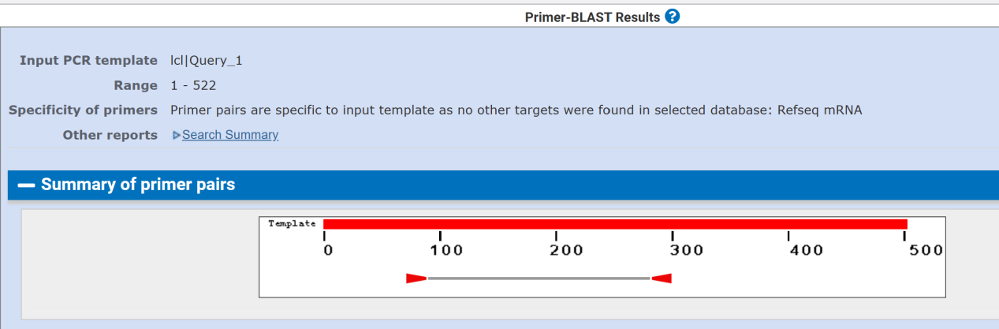 Primer-BLAST Results ?
Input PCR template lcl|Query_1
Range 1 - 522
Specificity of primers Primer pairs are specific to input template as no other targets were found in selected database: Refseq mRNA
Other reports Search Summary
Summary of primer pairs
Template
0 100 200 300 400 500